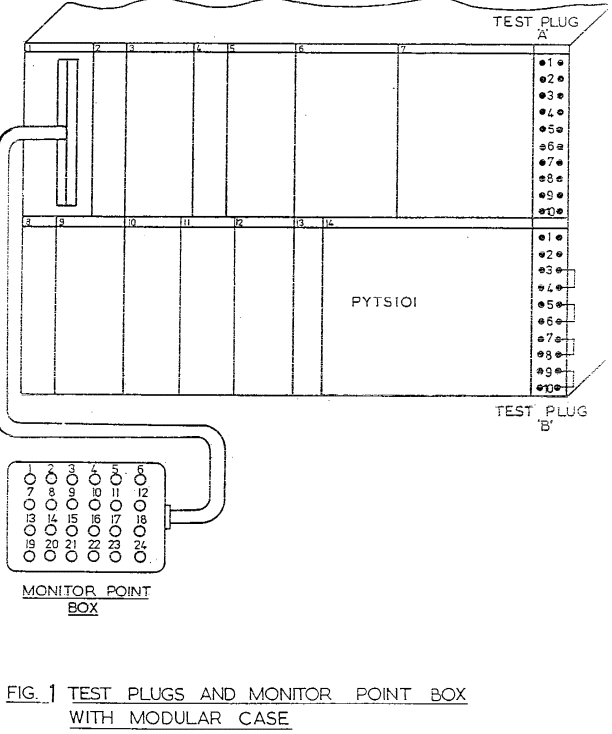 TEST PLUG
'A'
1 2 3 4 5 6 7
1
2
3
4
5
6
7
8
9
10
8 9 10 11 12 13 14
1
2
3
4
5
6
7
8
9
10
PYTS101
TEST PLUG
'B'
1 2 3 4 5 6
7 8 9 10 11 12
13 14 15 16 17 18
19 20 21 22 23 24
MONITOR POINT
BOX
FIG. 1 TEST PLUGS AND MONITOR POINT BOX
WITH MODULAR CASE